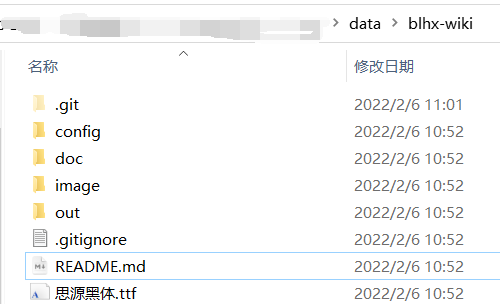 data › blhx-wiki
名称 修改日期
.git 2022/2/6 11:01
config 2022/2/6 10:52
doc 2022/2/6 10:52
image 2022/2/6 10:52
out 2022/2/6 10:52
.gitignore 2022/2/6 10:52
README.md 2022/2/6 10:52
思源黑体.ttf 2022/2/6 10:52